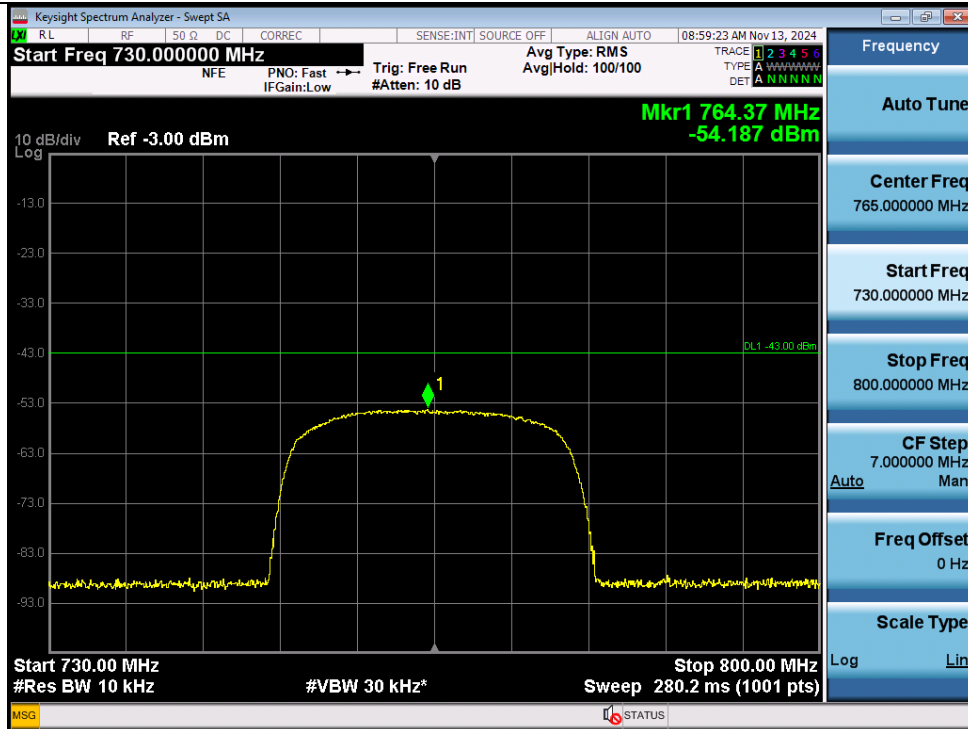 Keysight Spectrum Analyzer - Swept SA
LXI RL RF 50 Ω DC CORREC SENSE:INT SOURCE OFF ALIGN AUTO 08:59:23 AM Nov 13, 2024
Start Freq 730.000000 MHz
NFE PNO: Fast Trig: Free Run Avg Type: RMS TRACE 1 2 3 4 5 6
IFGain:Low #Atten: 10 dB Avg|Hold: 100/100 TYPE A WWWWW
DET A N N N N N
Mkr1 764.37 MHz
-54.187 dBm
10 dB/div Ref -3.00 dBm
Log
-13.0
-23.0
-33.0
-43.0
DL1 -43.00 dBm
1
-53.0
-63.0
-73.0
-83.0
-93.0
Start 730.00 MHz Stop 800.00 MHz
#Res BW 10 kHz #VBW 30 kHz* Sweep 280.2 ms (1001 pts)
MSG STATUS
Frequency
Auto Tune
Center Freq
765.000000 MHz
Start Freq
730.000000 MHz
Stop Freq
800.000000 MHz
CF Step
7.000000 MHz
Auto Man
Freq Offset
0 Hz
Scale Type
Log Lin